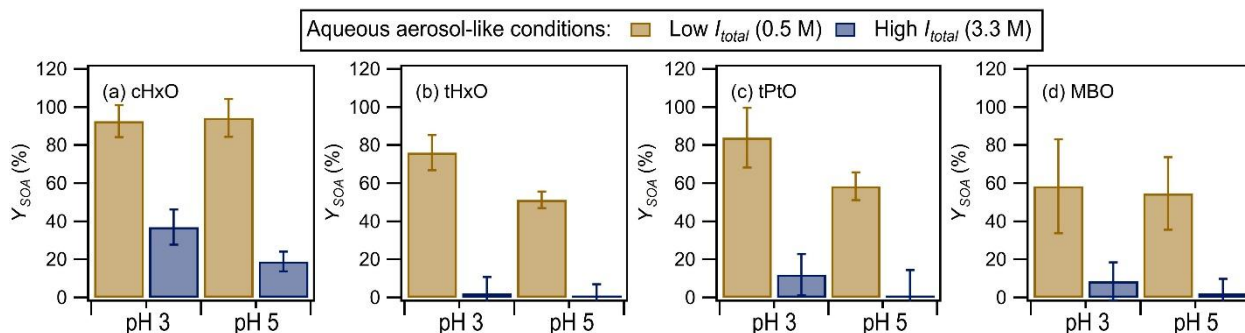 Aqueous aerosol-like conditions: Low I_total (0.5 M) High I_total (3.3 M)
(a) cHxO
Y_SOA (%)
120
100
80
60
40
20
0
pH 3 pH 5
(b) tHxO
Y_SOA (%)
120
100
80
60
40
20
0
pH 3 pH 5
(c) tPtO
Y_SOA (%)
120
100
80
60
40
20
0
pH 3 pH 5
(d) MBO
Y_SOA (%)
120
100
80
60
40
20
0
pH 3 pH 5